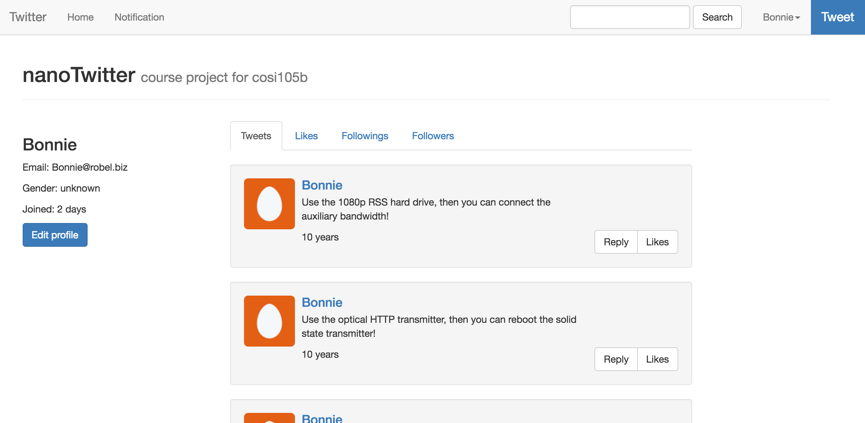 Twitter Home Notification Search Bonnie Tweet
nanoTwitter course project for cosi105b
Bonnie
Email: Bonnie@robel.biz
Gender: unknown
Joined: 2 days
Edit profile
Tweets Likes Followings Followers
Bonnie
Use the 1080p RSS hard drive, then you can connect the
auxiliary bandwidth!
10 years
Reply Likes
Bonnie
Use the optical HTTP transmitter, then you can reboot the solid
state transmitter!
10 years
Reply Likes
Bonnie